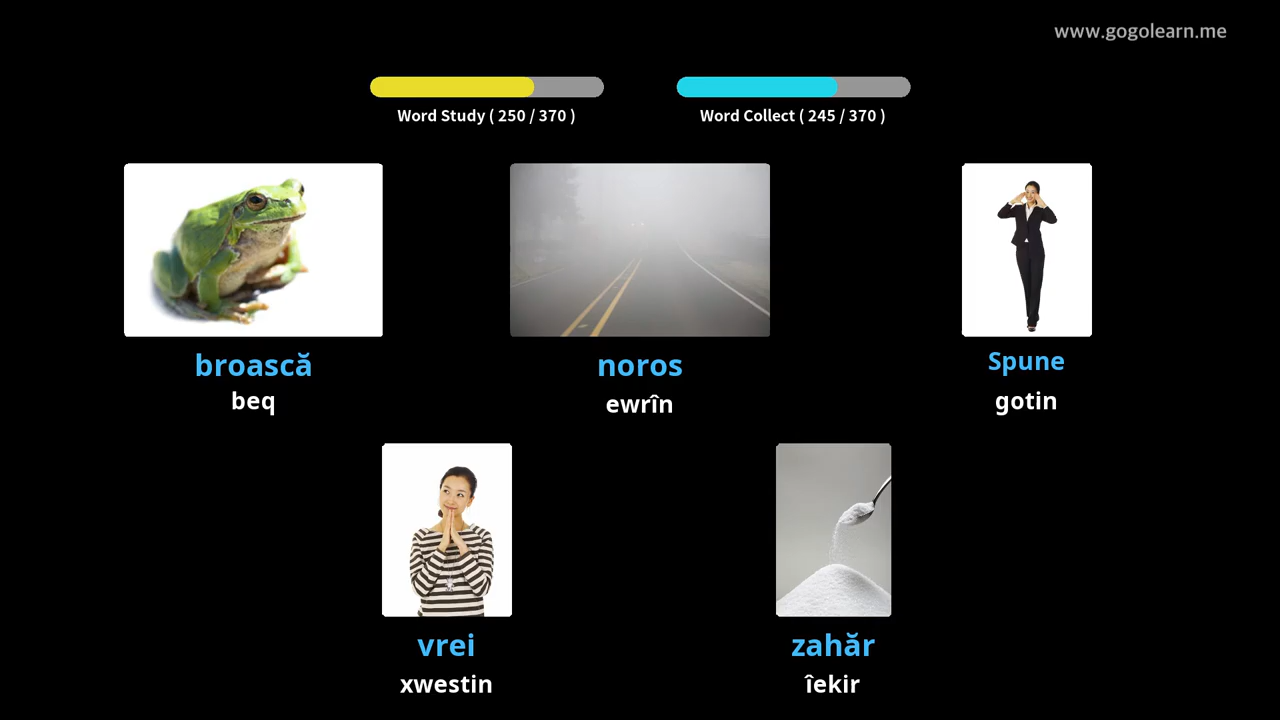 www.gogolearn.me
Word Study ( 250 / 370 )
Word Collect ( 245 / 370 )
broască
beq
noros
ewrîn
Spune
gotin
vrei
xwestin
zahăr
îekir